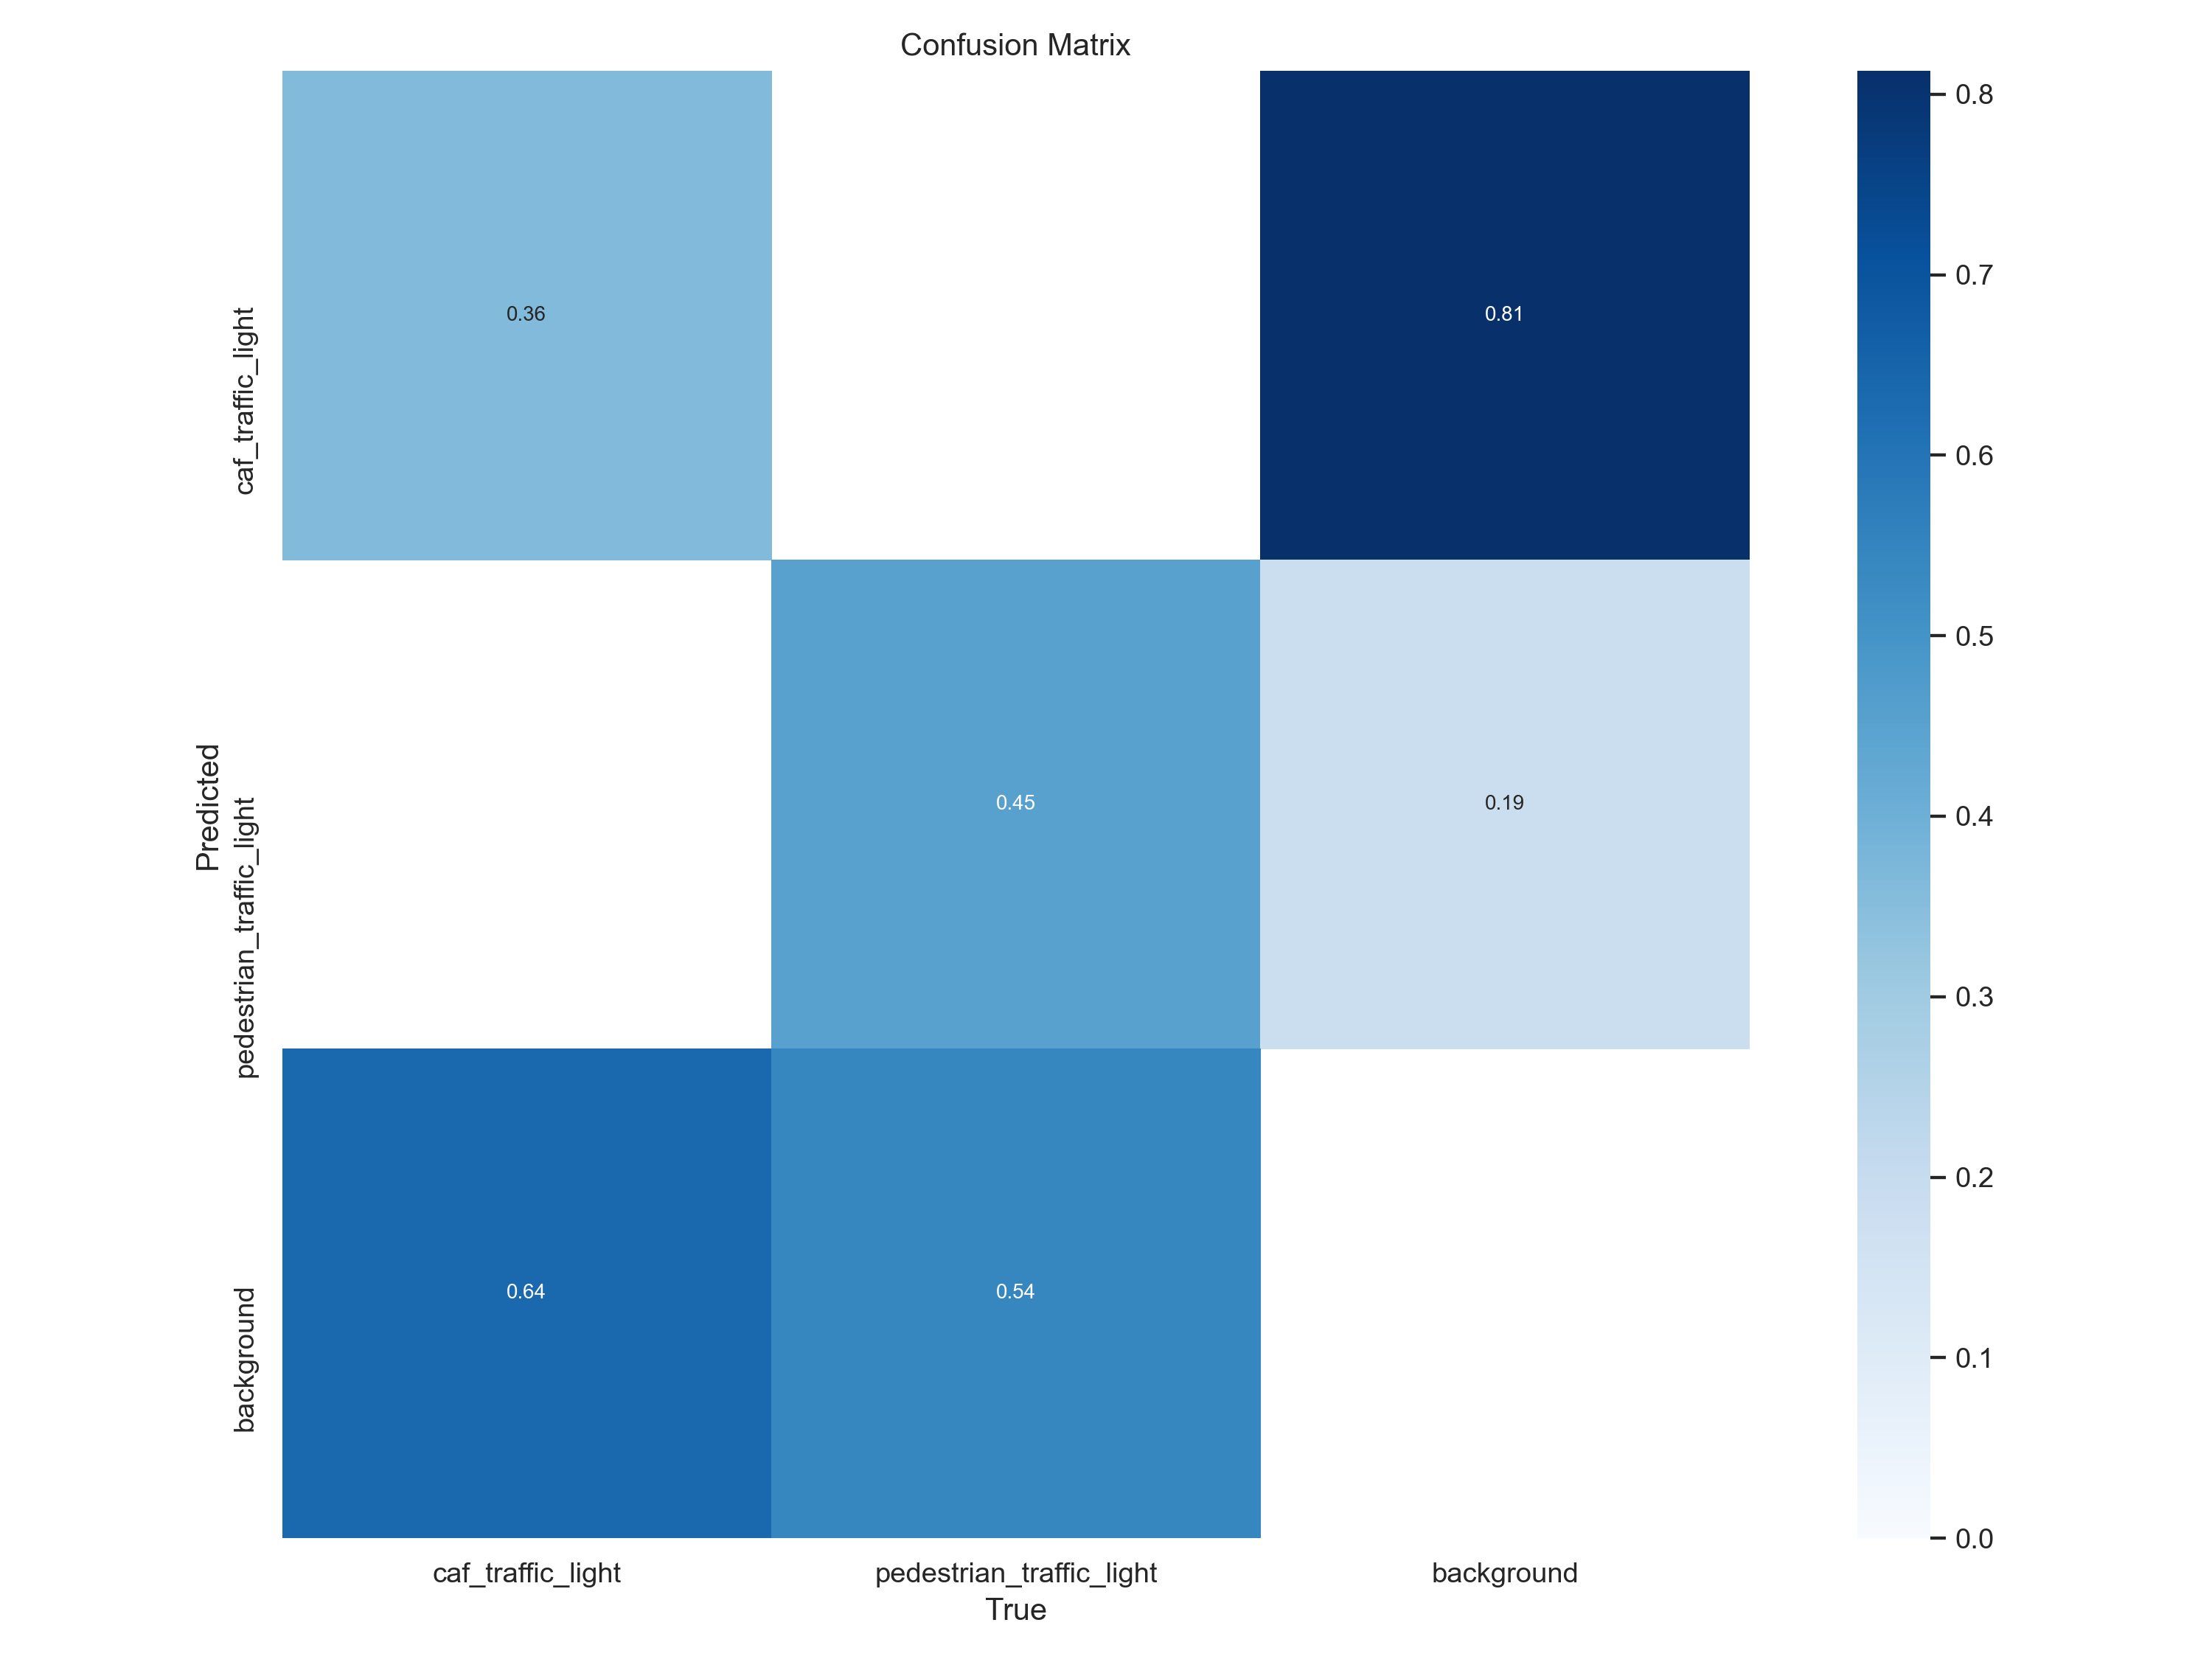 Confusion Matrix
Predicted
caf_traffic_light
pedestrian_traffic_light
background
0.36
0.81
0.45
0.19
0.64
0.54
caf_traffic_light
pedestrian_traffic_light
background
True
0.8
0.7
0.6
0.5
0.4
0.3
0.2
0.1
0.0